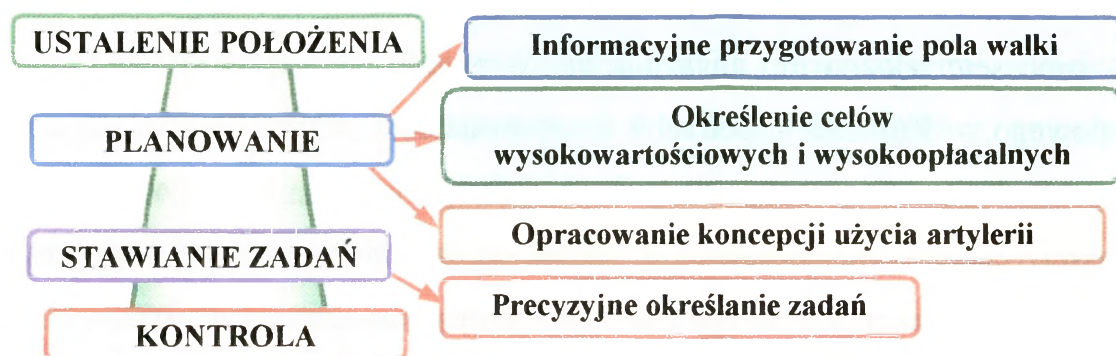 USTALENIE POŁOŻENIA
PLANOWANIE
STAWIANIE ZADAŃ
KONTROLA
Informacyjne przygotowanie pola walki
Określenie celów
wysokowartościowych i wysokoopłacalnych
Opracowanie koncepcji użycia artylerii
Precyzyjne określanie zadań